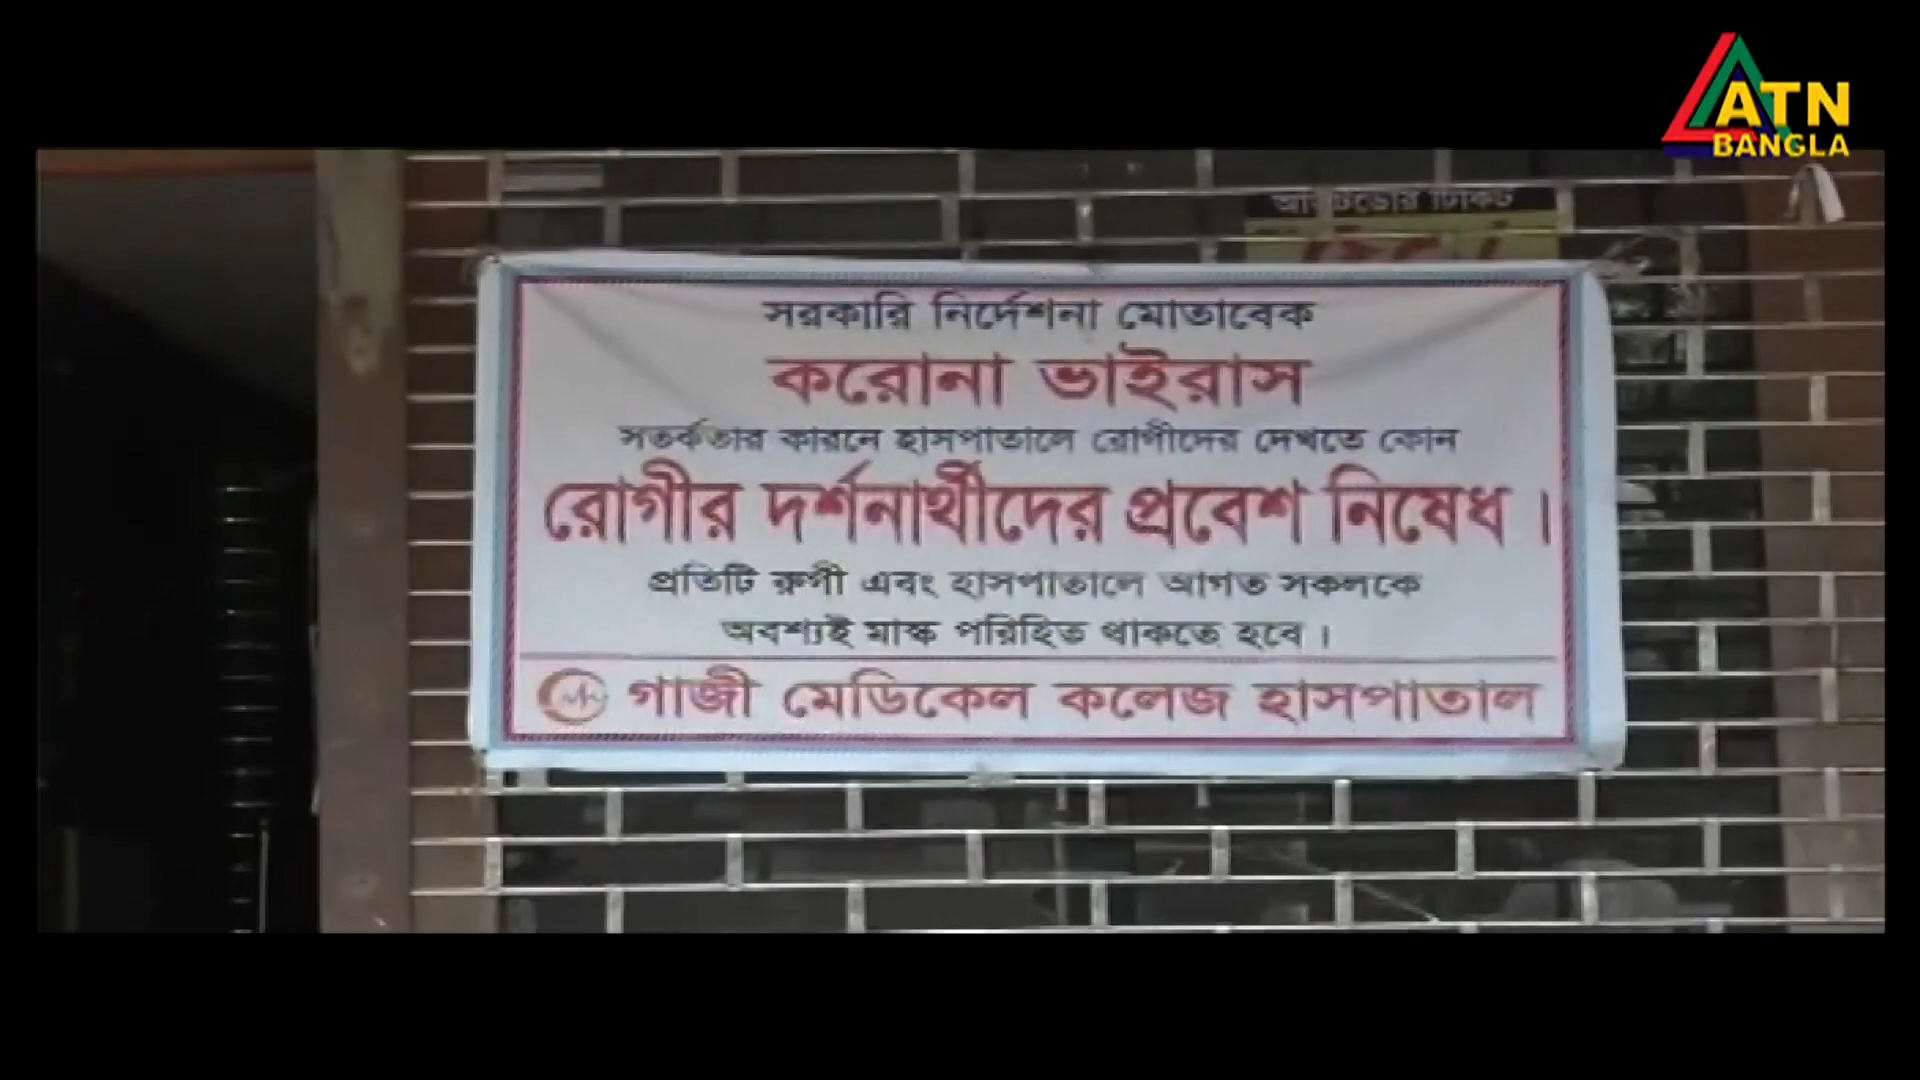 ATN
BANGLA
আউটডোর টিকিট
সরকারি নির্দেশনা মোতাবেক
করোনা ভাইরাস
সতর্কতার কারনে হাসপাতালে রোগীদের দেখতে কোন
রোগীর দর্শনার্থীদের প্রবেশ নিষেধ।
প্রতিটি রুগী এবং হাসপাতালে আগত সকলকে
অবশ্যই মাস্ক পরিহিত থাকতে হবে।
গাজী মেডিকেল কলেজ হাসপাতাল